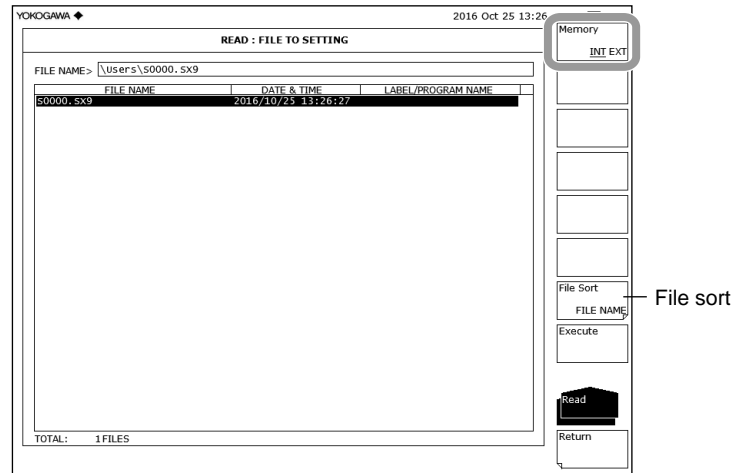 YOKOGAWA ◆ 2016 Oct 25 13:26
READ : FILE TO SETTING
FILE NAME> \Users\S0000.SX9
FILE NAME DATE & TIME LABEL/PROGRAM NAME
S0000.SX9 2016/10/25 13:26:27
TOTAL: 1 FILES
Memory
INT EXT
File Sort
FILE NAME
Execute
Read
Return
File sort